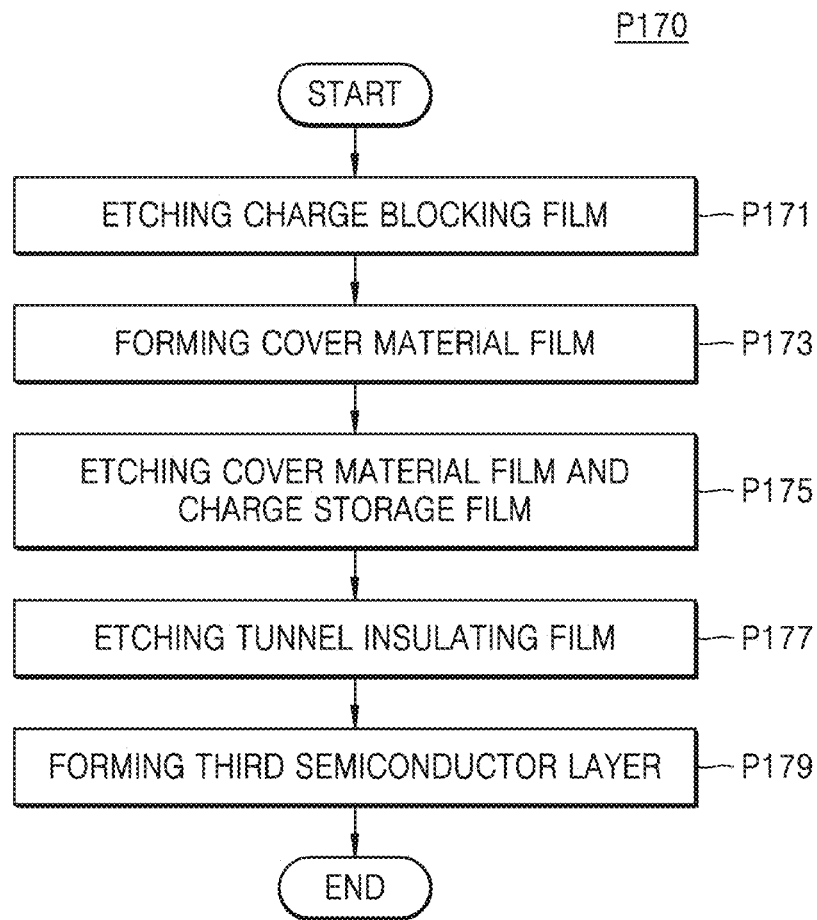 P170
START
ETCHING CHARGE BLOCKING FILM
P171
FORMING COVER MATERIAL FILM
P173
ETCHING COVER MATERIAL FILM AND
CHARGE STORAGE FILM
P175
ETCHING TUNNEL INSULATING FILM
P177
FORMING THIRD SEMICONDUCTOR LAYER
P179
END